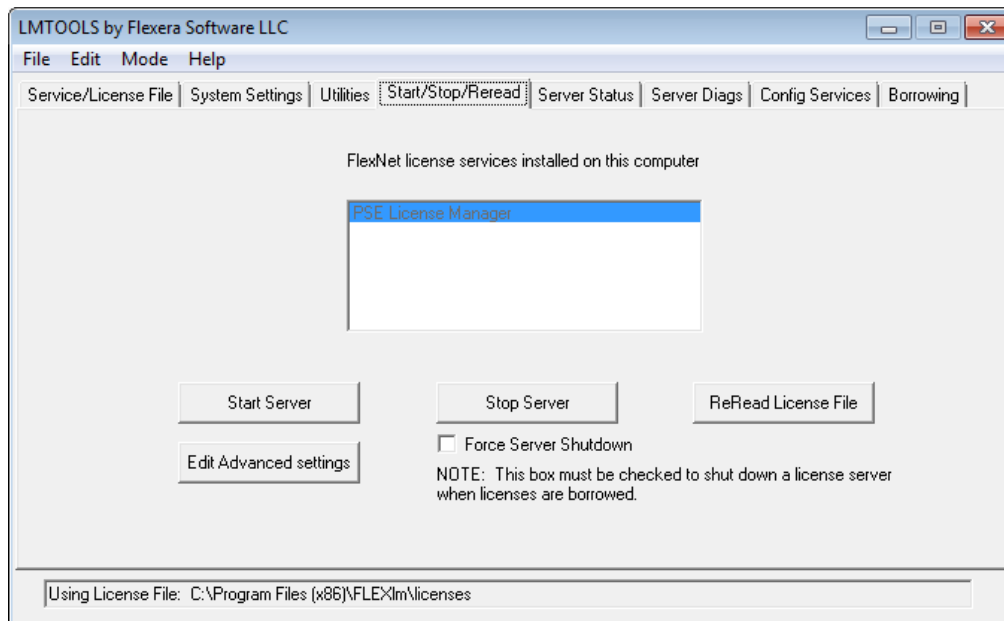 LMTOOLS by Flexera Software LLC
File Edit Mode Help
Service/License File System Settings Utilities Start/Stop/Reread Server Status Server Diags Config Services Borrowing
FlexNet license services installed on this computer
PSE License Manager
Start Server Stop Server ReRead License File
Edit Advanced settings
Force Server Shutdown
NOTE: This box must be checked to shut down a license server
when licenses are borrowed.
Using License File: C:\Program Files (x86)\FLEXlm\licenses